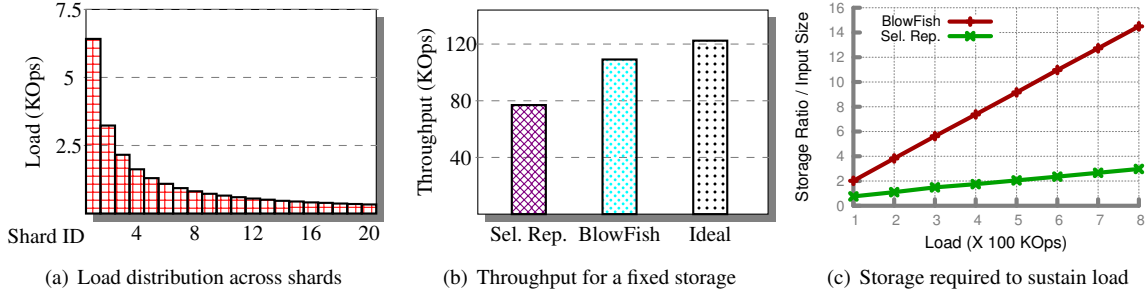 7.5
5
2.5
Load (KOps)
Shard ID
4
8
12
16
20
(a) Load distribution across shards
120
80
40
Throughput (KOps)
Sel. Rep.
BlowFish
Ideal
(b) Throughput for a fixed storage
16
14
12
10
8
6
4
2
0
Storage Ratio / Input Size
BlowFish
Sel. Rep.
1
2
3
4
5
6
7
8
Load (X 100 KOps)
(c) Storage required to sustain load